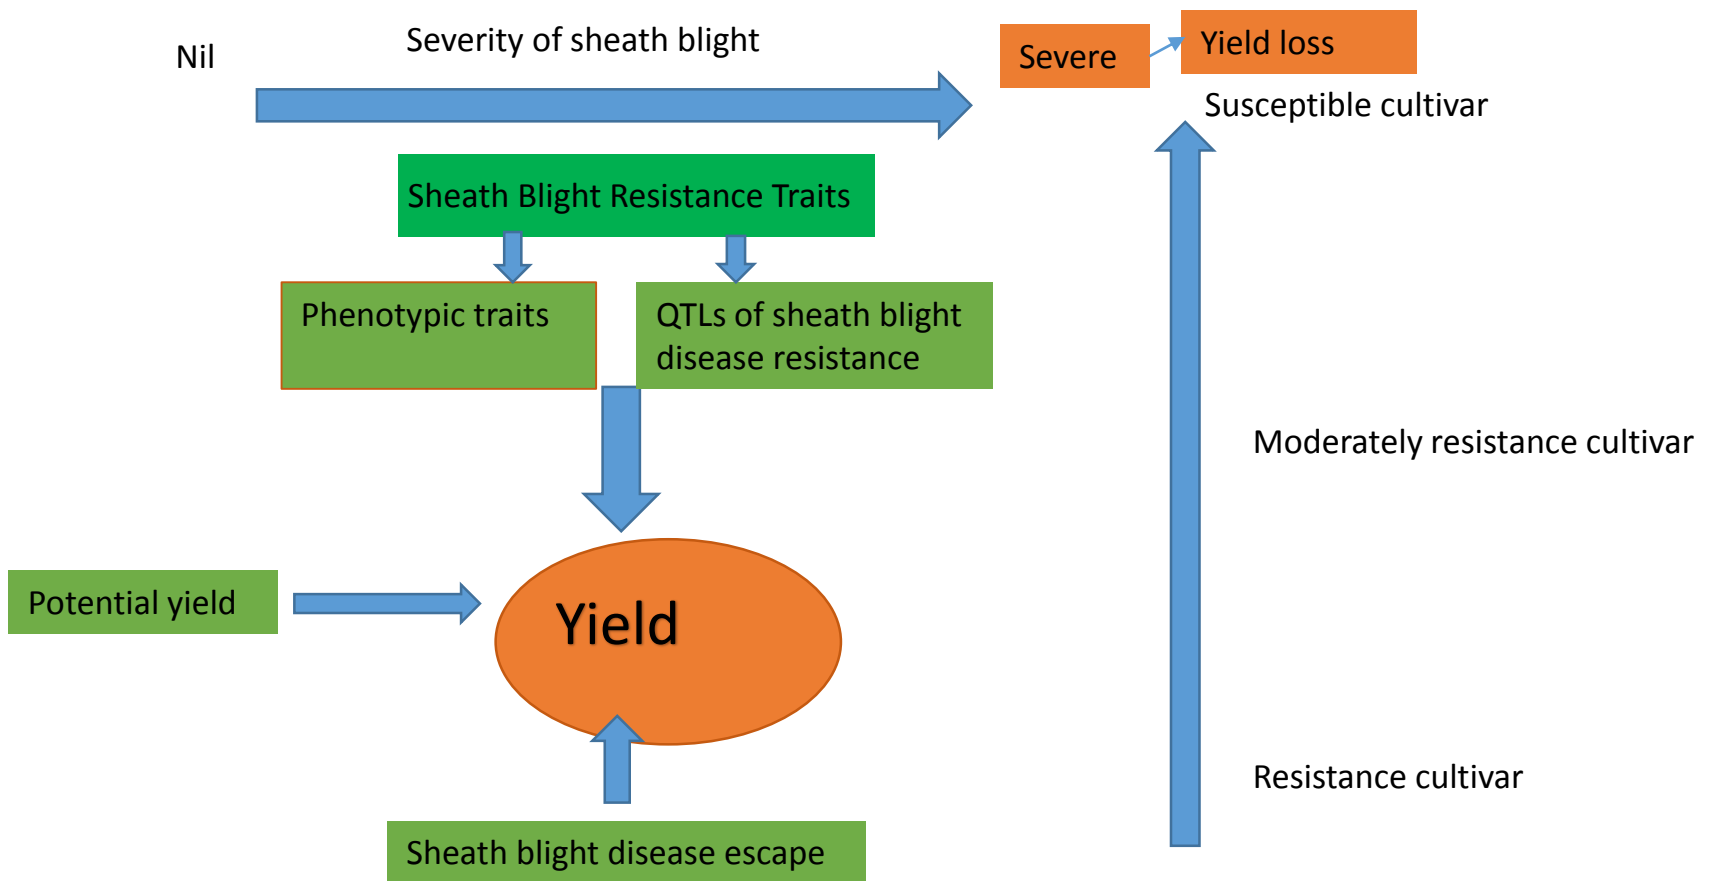 Nil
Severity of sheath blight
Severe
Yield loss
Susceptible cultivar
Sheath Blight Resistance Traits
Phenotypic traits
QTLs of sheath blight
disease resistance
Moderately resistance cultivar
Potential yield
Yield
Resistance cultivar
Sheath blight disease escape